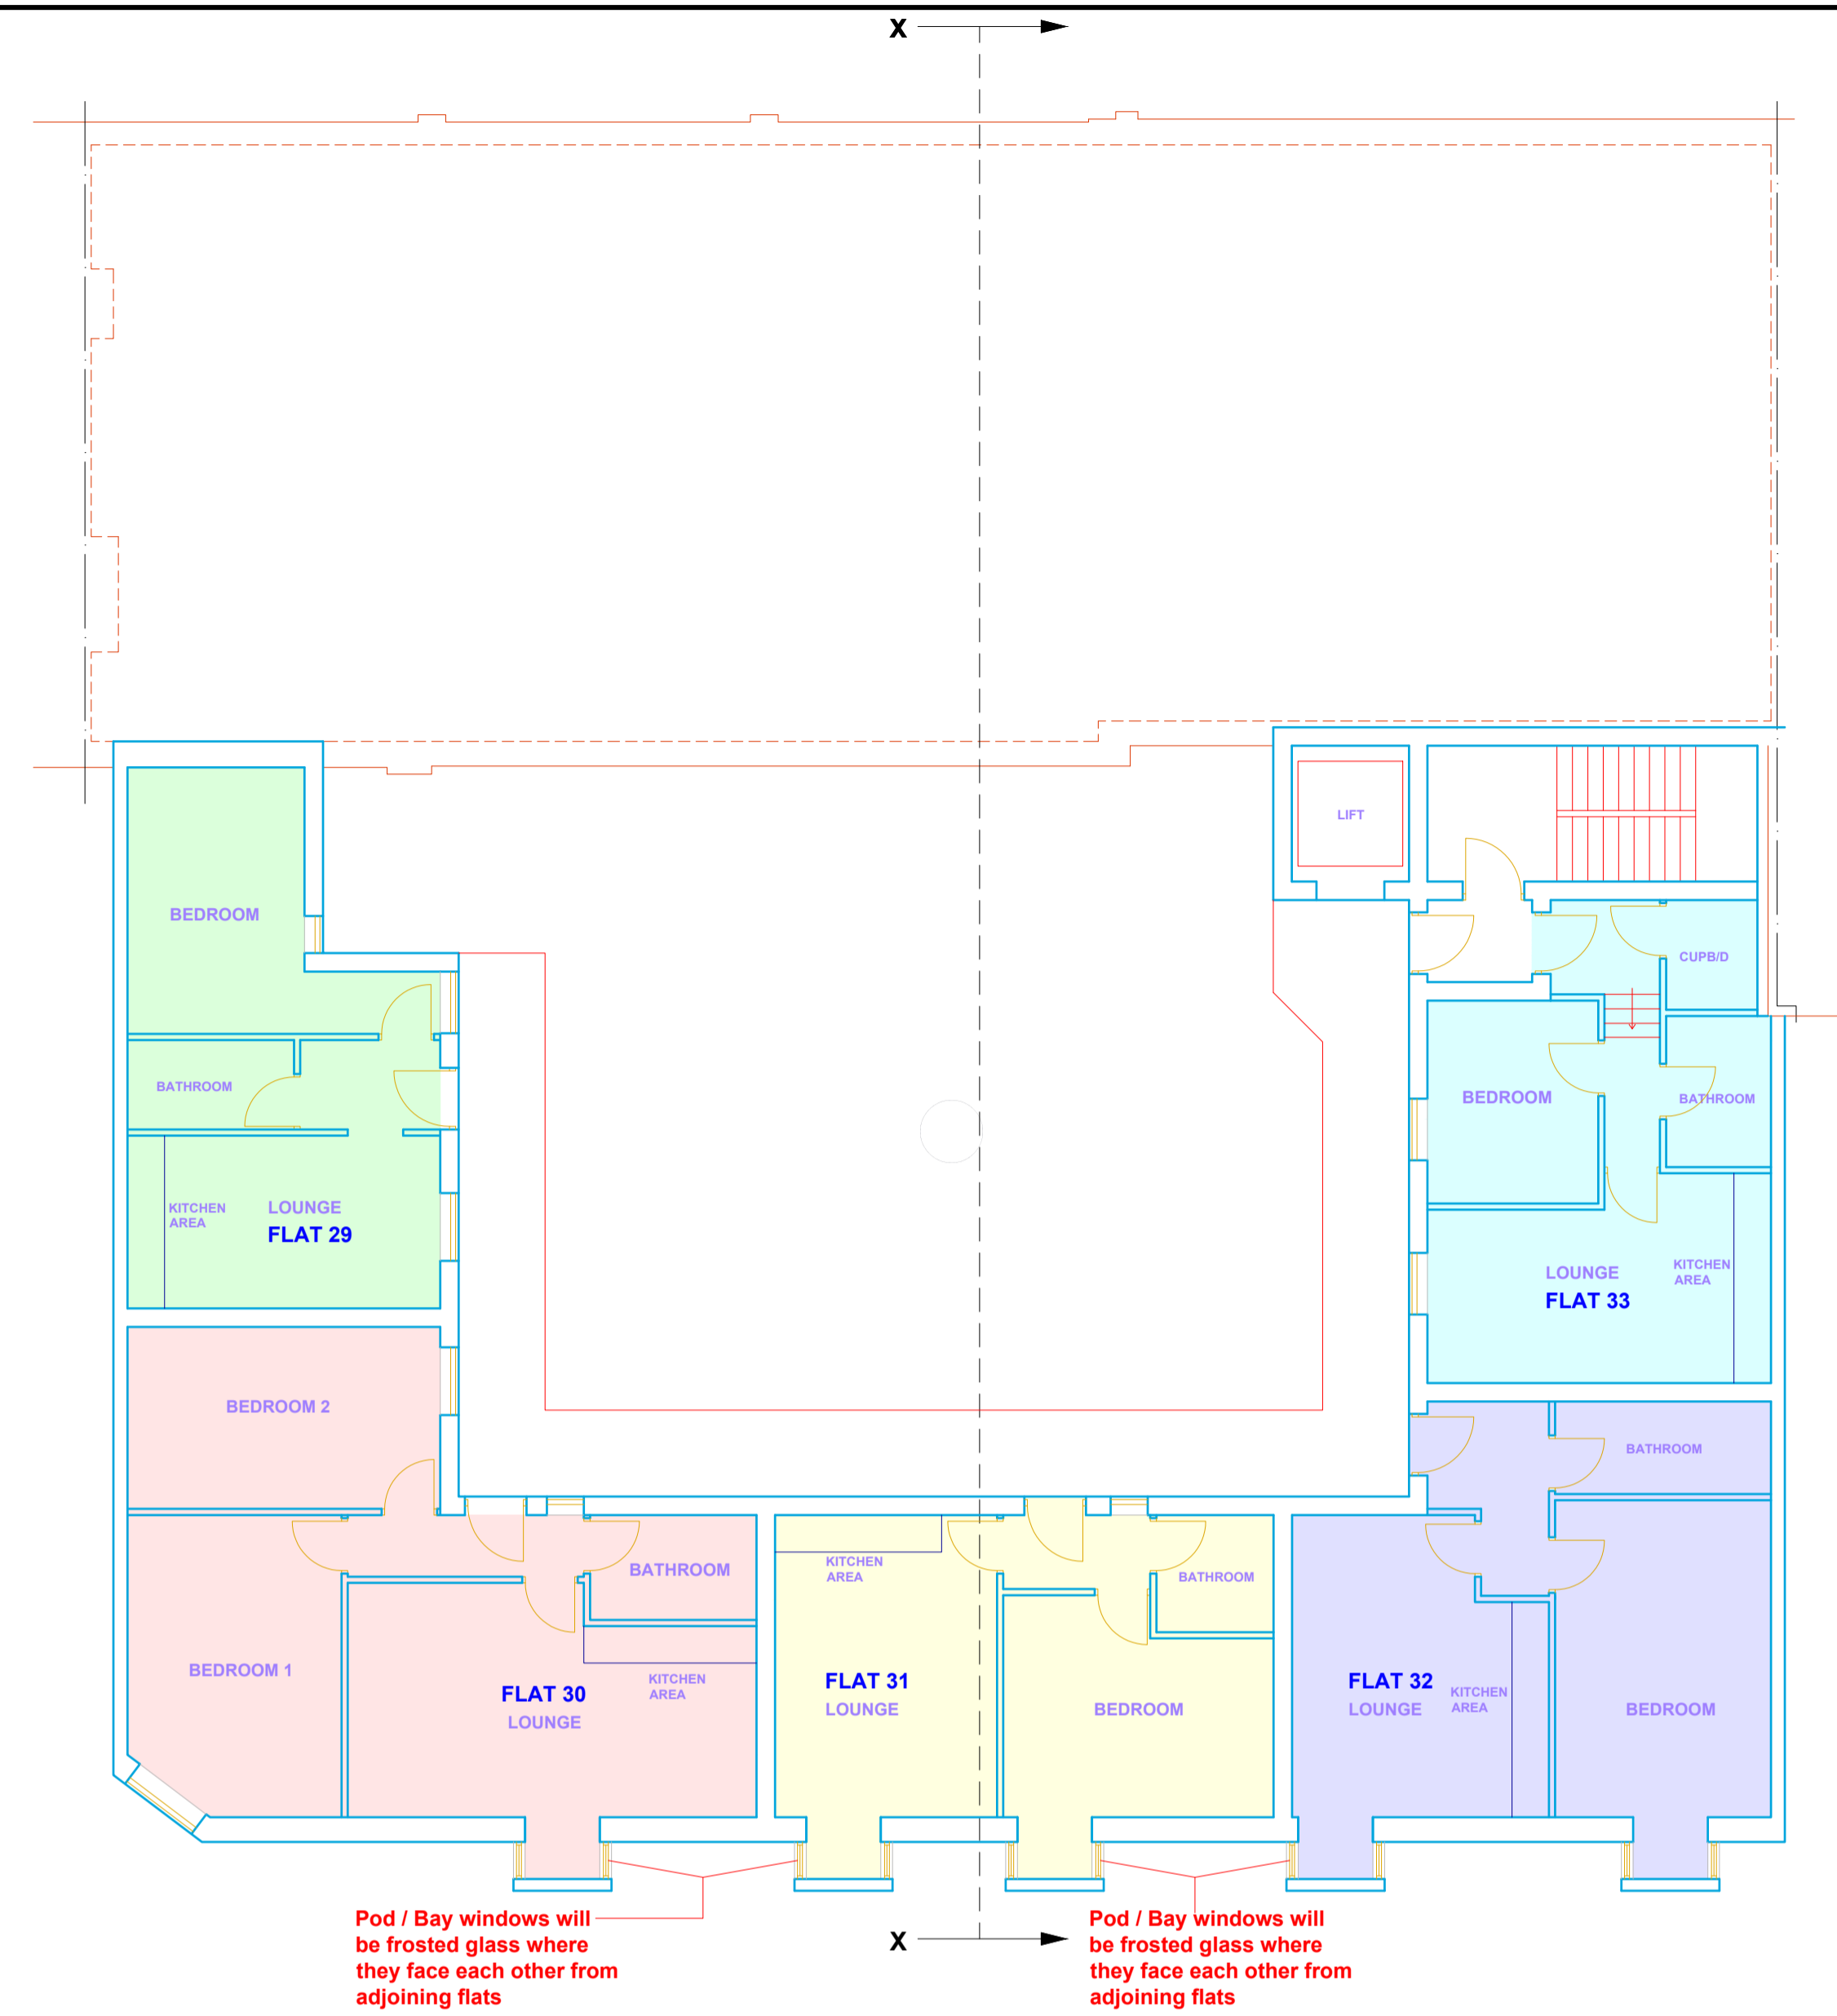 X
LIFT
BEDROOM
CUPB/D
BATHROOM
BEDROOM
BATHROOM
KITCHEN
AREA
LOUNGE
FLAT 29
LOUNGE
FLAT 33
KITCHEN
AREA
BEDROOM 2
BATHROOM
BATHROOM
KITCHEN
AREA
BATHROOM
BEDROOM 1
FLAT 30
LOUNGE
KITCHEN
AREA
FLAT 31
LOUNGE
BEDROOM
FLAT 32
LOUNGE
KITCHEN
AREA
BEDROOM
Pod / Bay windows will
be frosted glass where
they face each other from
adjoining flats
X
Pod / Bay windows will
be frosted glass where
they face each other from
adjoining flats